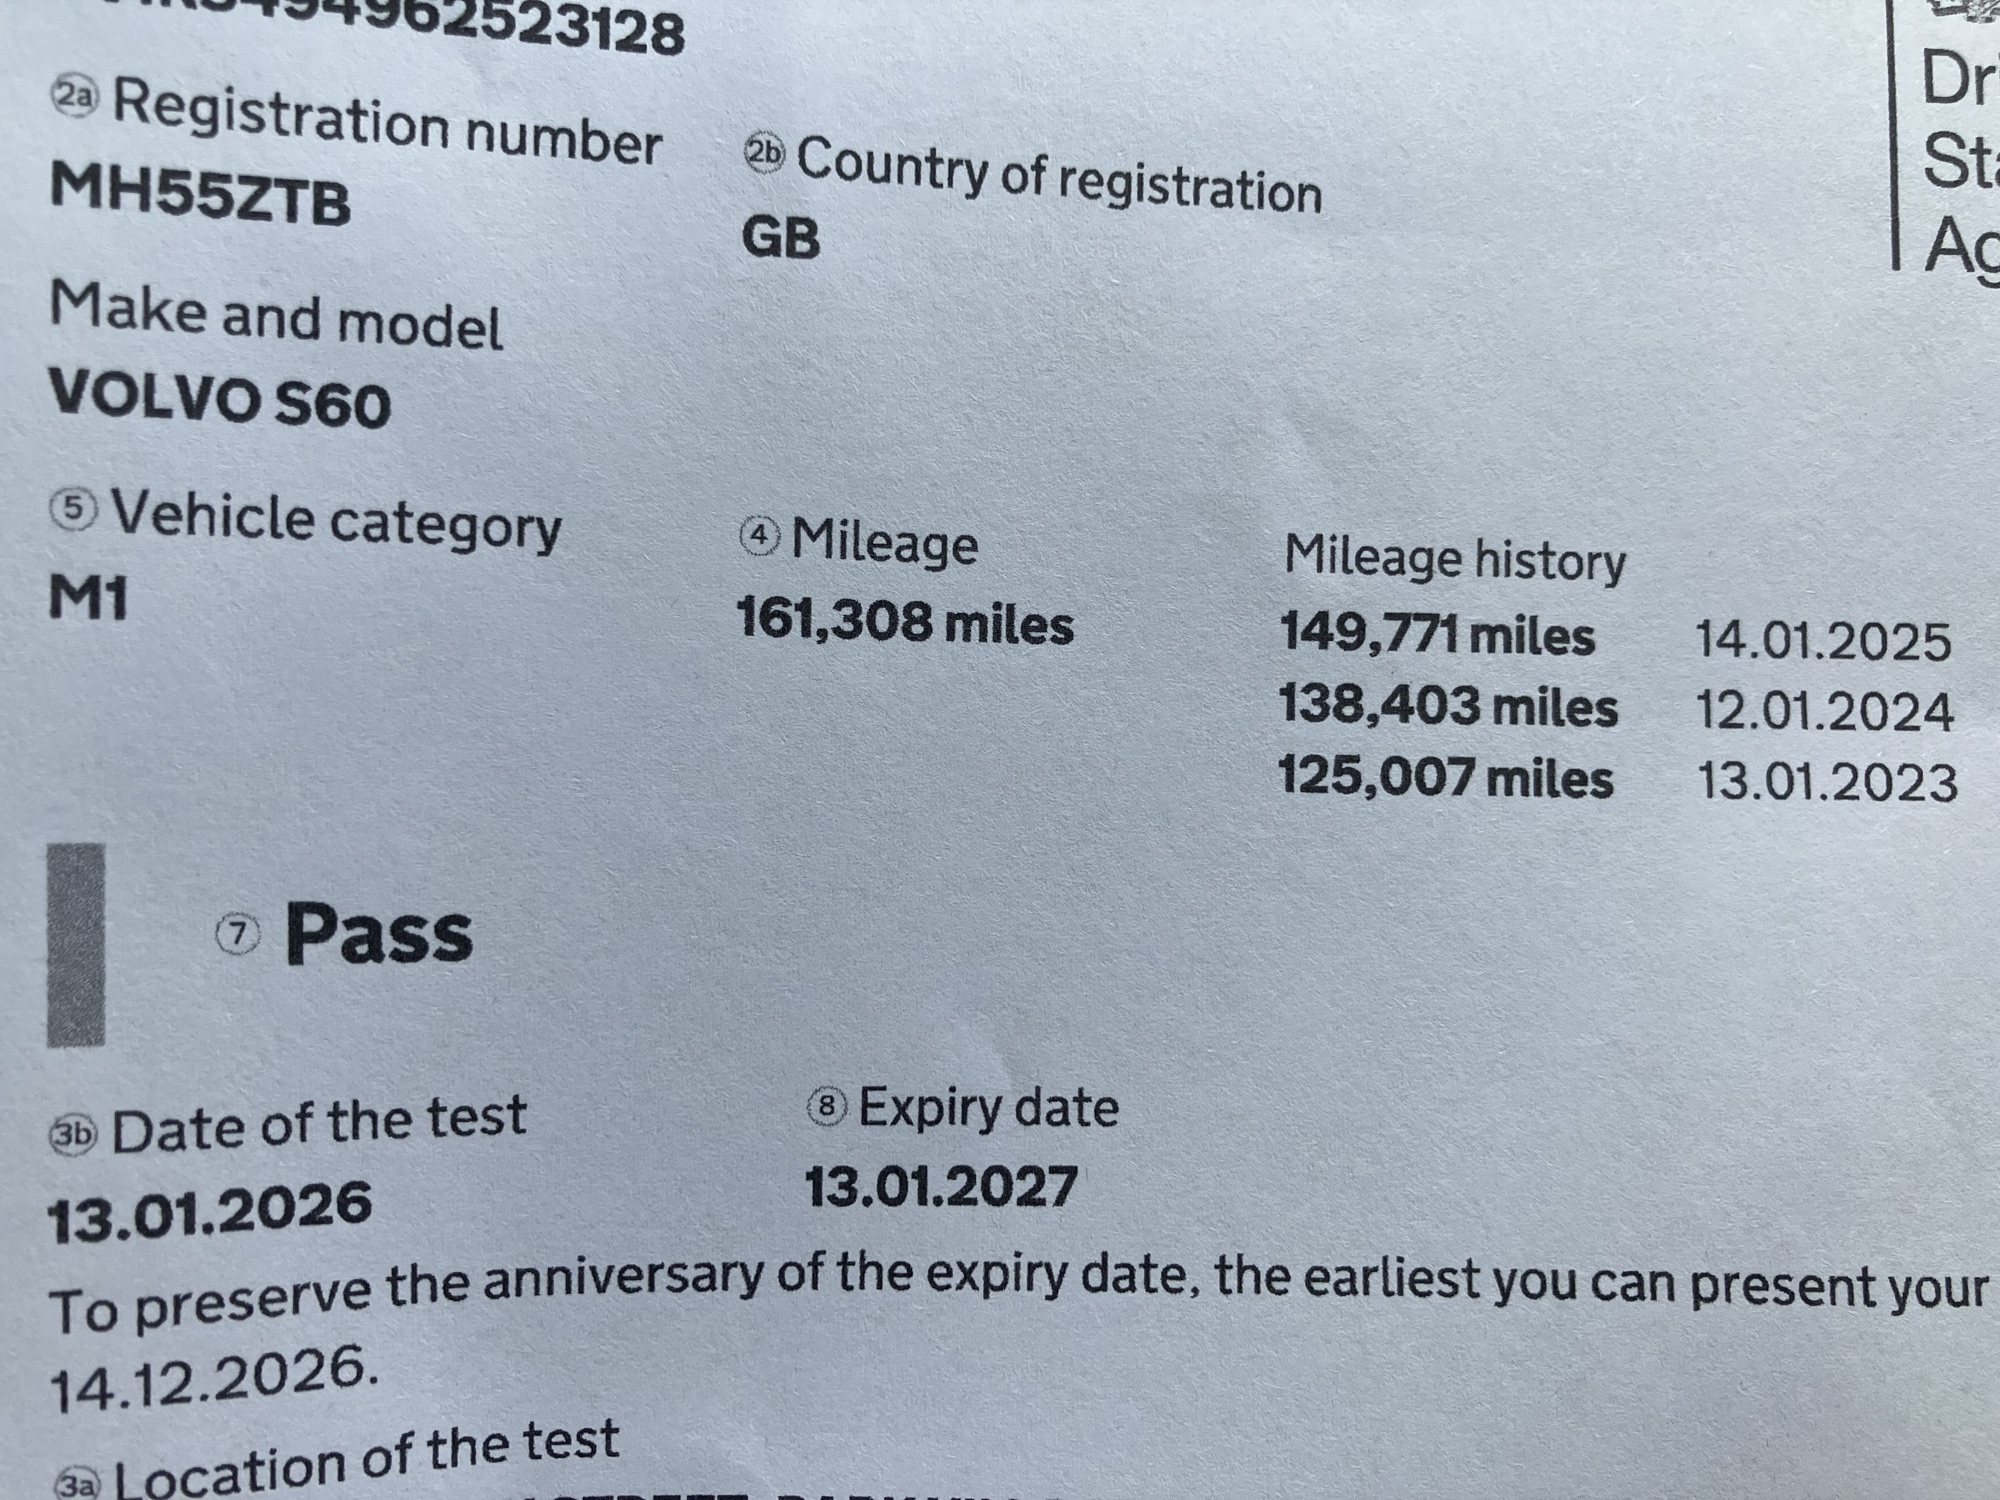 4962523128
2a Registration number
MH55ZTB
2b Country of registration
GB
Make and model
VOLVO S60
5 Vehicle category
M1
4 Mileage
161,308 miles
Mileage history
149,771 miles 14.01.2025
138,403 miles 12.01.2024
125,007 miles 13.01.2023
7 Pass
3b Date of the test
13.01.2026
8 Expiry date
13.01.2027
To preserve the anniversary of the expiry date, the earliest you can present your
14.12.2026.
3a Location of the test